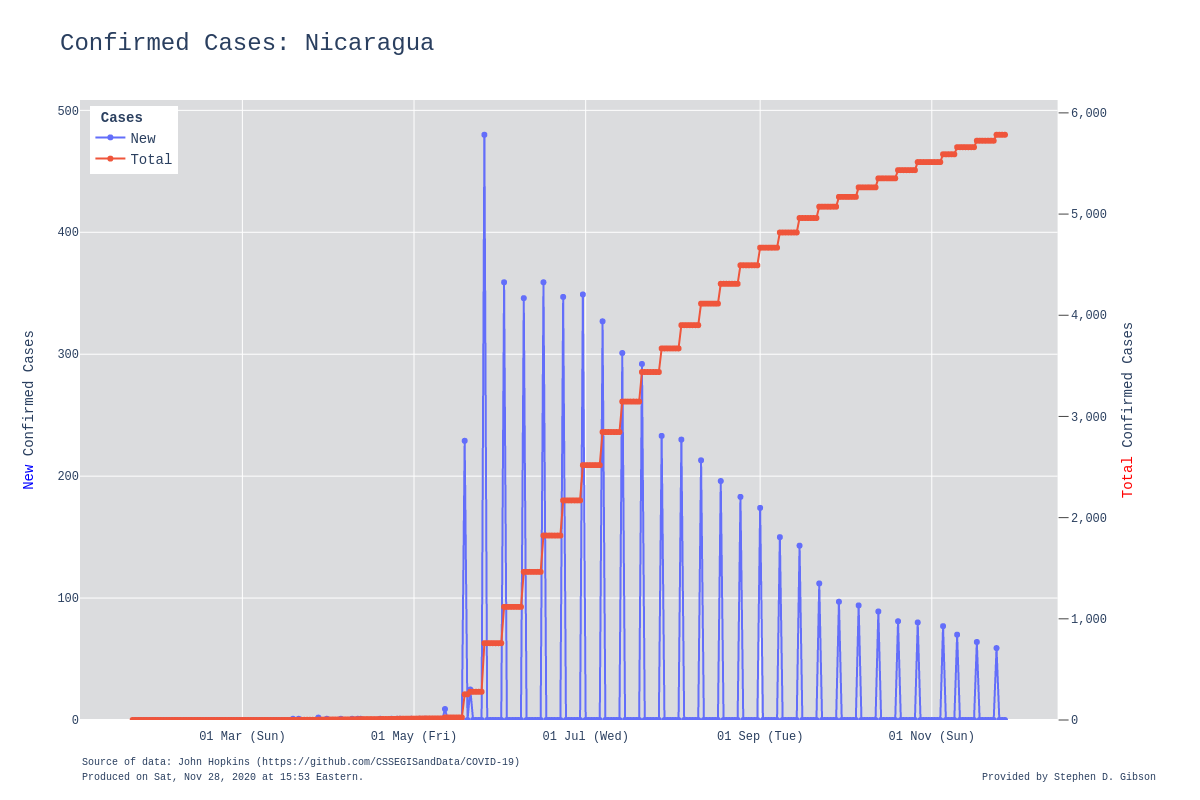 Confirmed Cases: Nicaragua
Cases
New
Total
500
400
300
200
100
0
New Confirmed Cases
6,000
5,000
4,000
3,000
2,000
1,000
0
Total Confirmed Cases
01 Mar (Sun)
01 May (Fri)
01 Jul (Wed)
01 Sep (Tue)
01 Nov (Sun)
Source of data: John Hopkins (https://github.com/CSSEGISandData/COVID-19)
Produced on Sat, Nov 28, 2020 at 15:53 Eastern.
Provided by Stephen D. Gibson